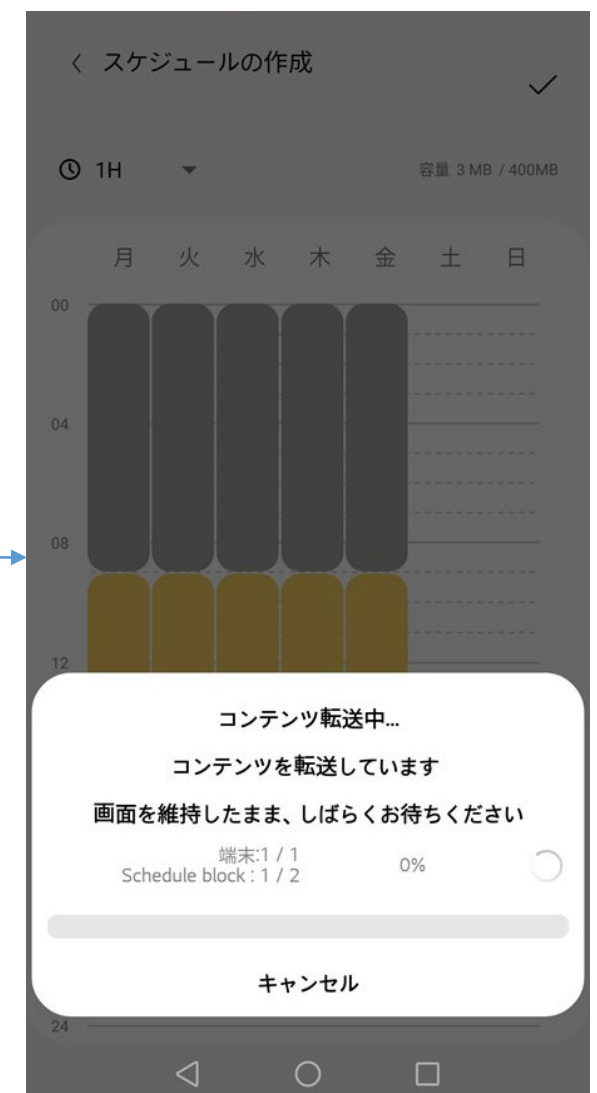 スケジュールの作成
1H 容量 3 MB / 400MB
月 火 水 木 金 土 日
00
04
08
12
コンテンツ転送中...
コンテンツを転送しています
画面を維持したまま、しばらくお待ちください
端末:1 / 1
Schedule block : 1 / 2 0%
キャンセル
24